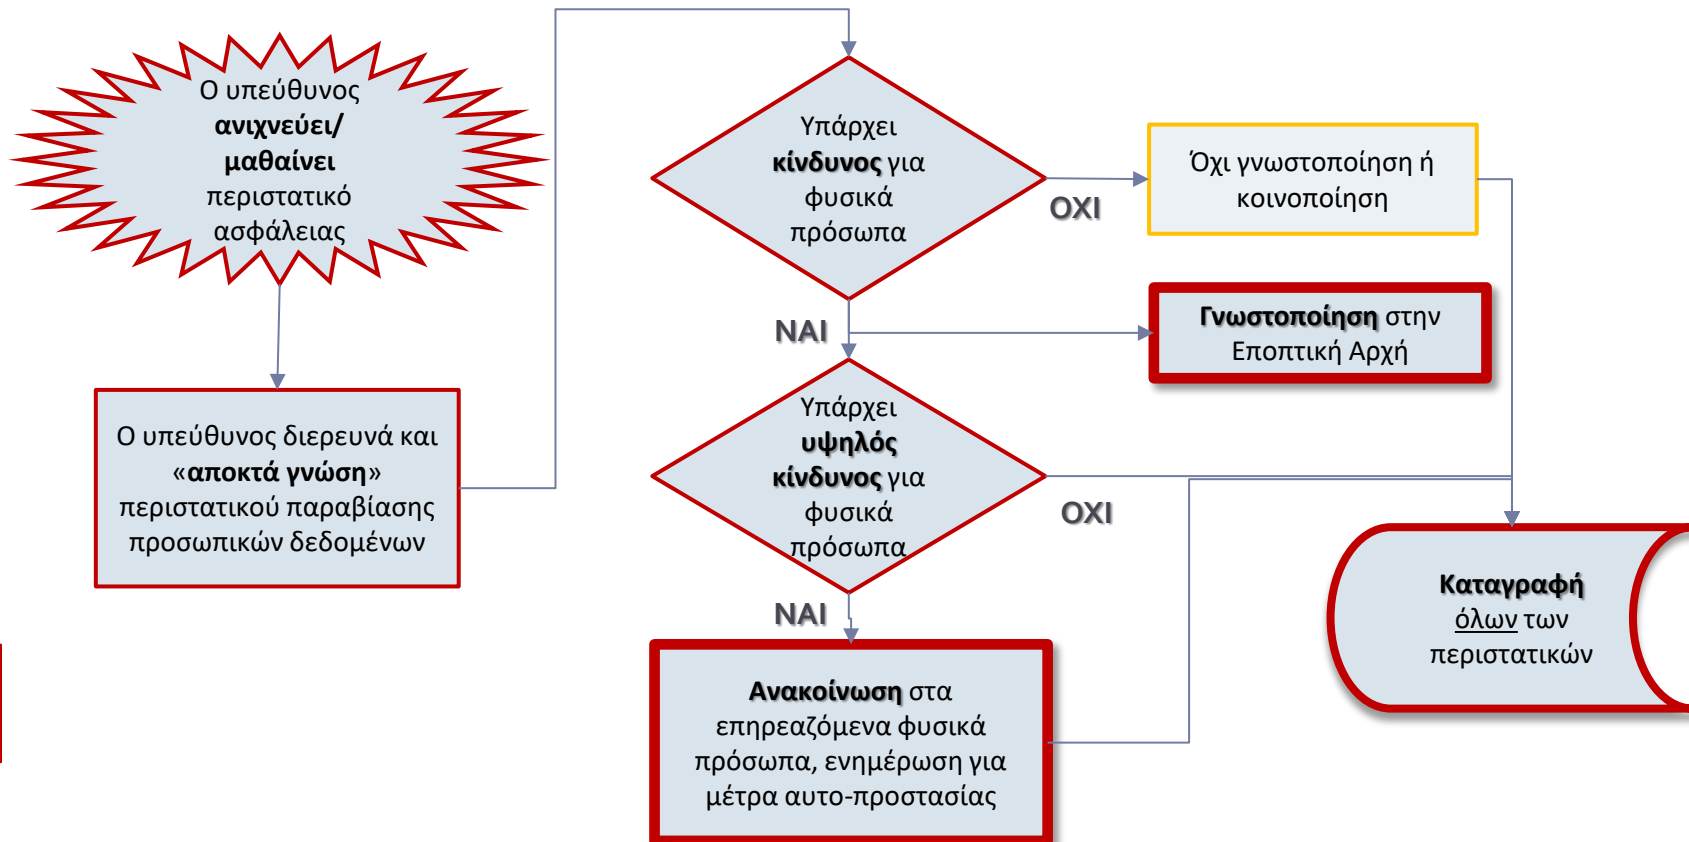 Ο υπεύθυνος
ανιχνεύει/
μαθαίνει
περιστατικό
ασφάλειας
Ο υπεύθυνος διερευνά και
«αποκτά γνώση»
περιστατικού παραβίασης
προσωπικών δεδομένων
Υπάρχει
κίνδυνος για
φυσικά
πρόσωπα
ΟΧΙ
Όχι γνωστοποίηση ή
κοινοποίηση
ΝΑΙ
Γνωστοποίηση στην
Εποπτική Αρχή
Υπάρχει
υψηλός
κίνδυνος για
φυσικά
πρόσωπα
ΟΧΙ
ΝΑΙ
Ανακοίνωση στα
επηρεαζόμενα φυσικά
πρόσωπα, ενημέρωση για
μέτρα αυτο-προστασίας
Καταγραφή
όλων των
περιστατικών